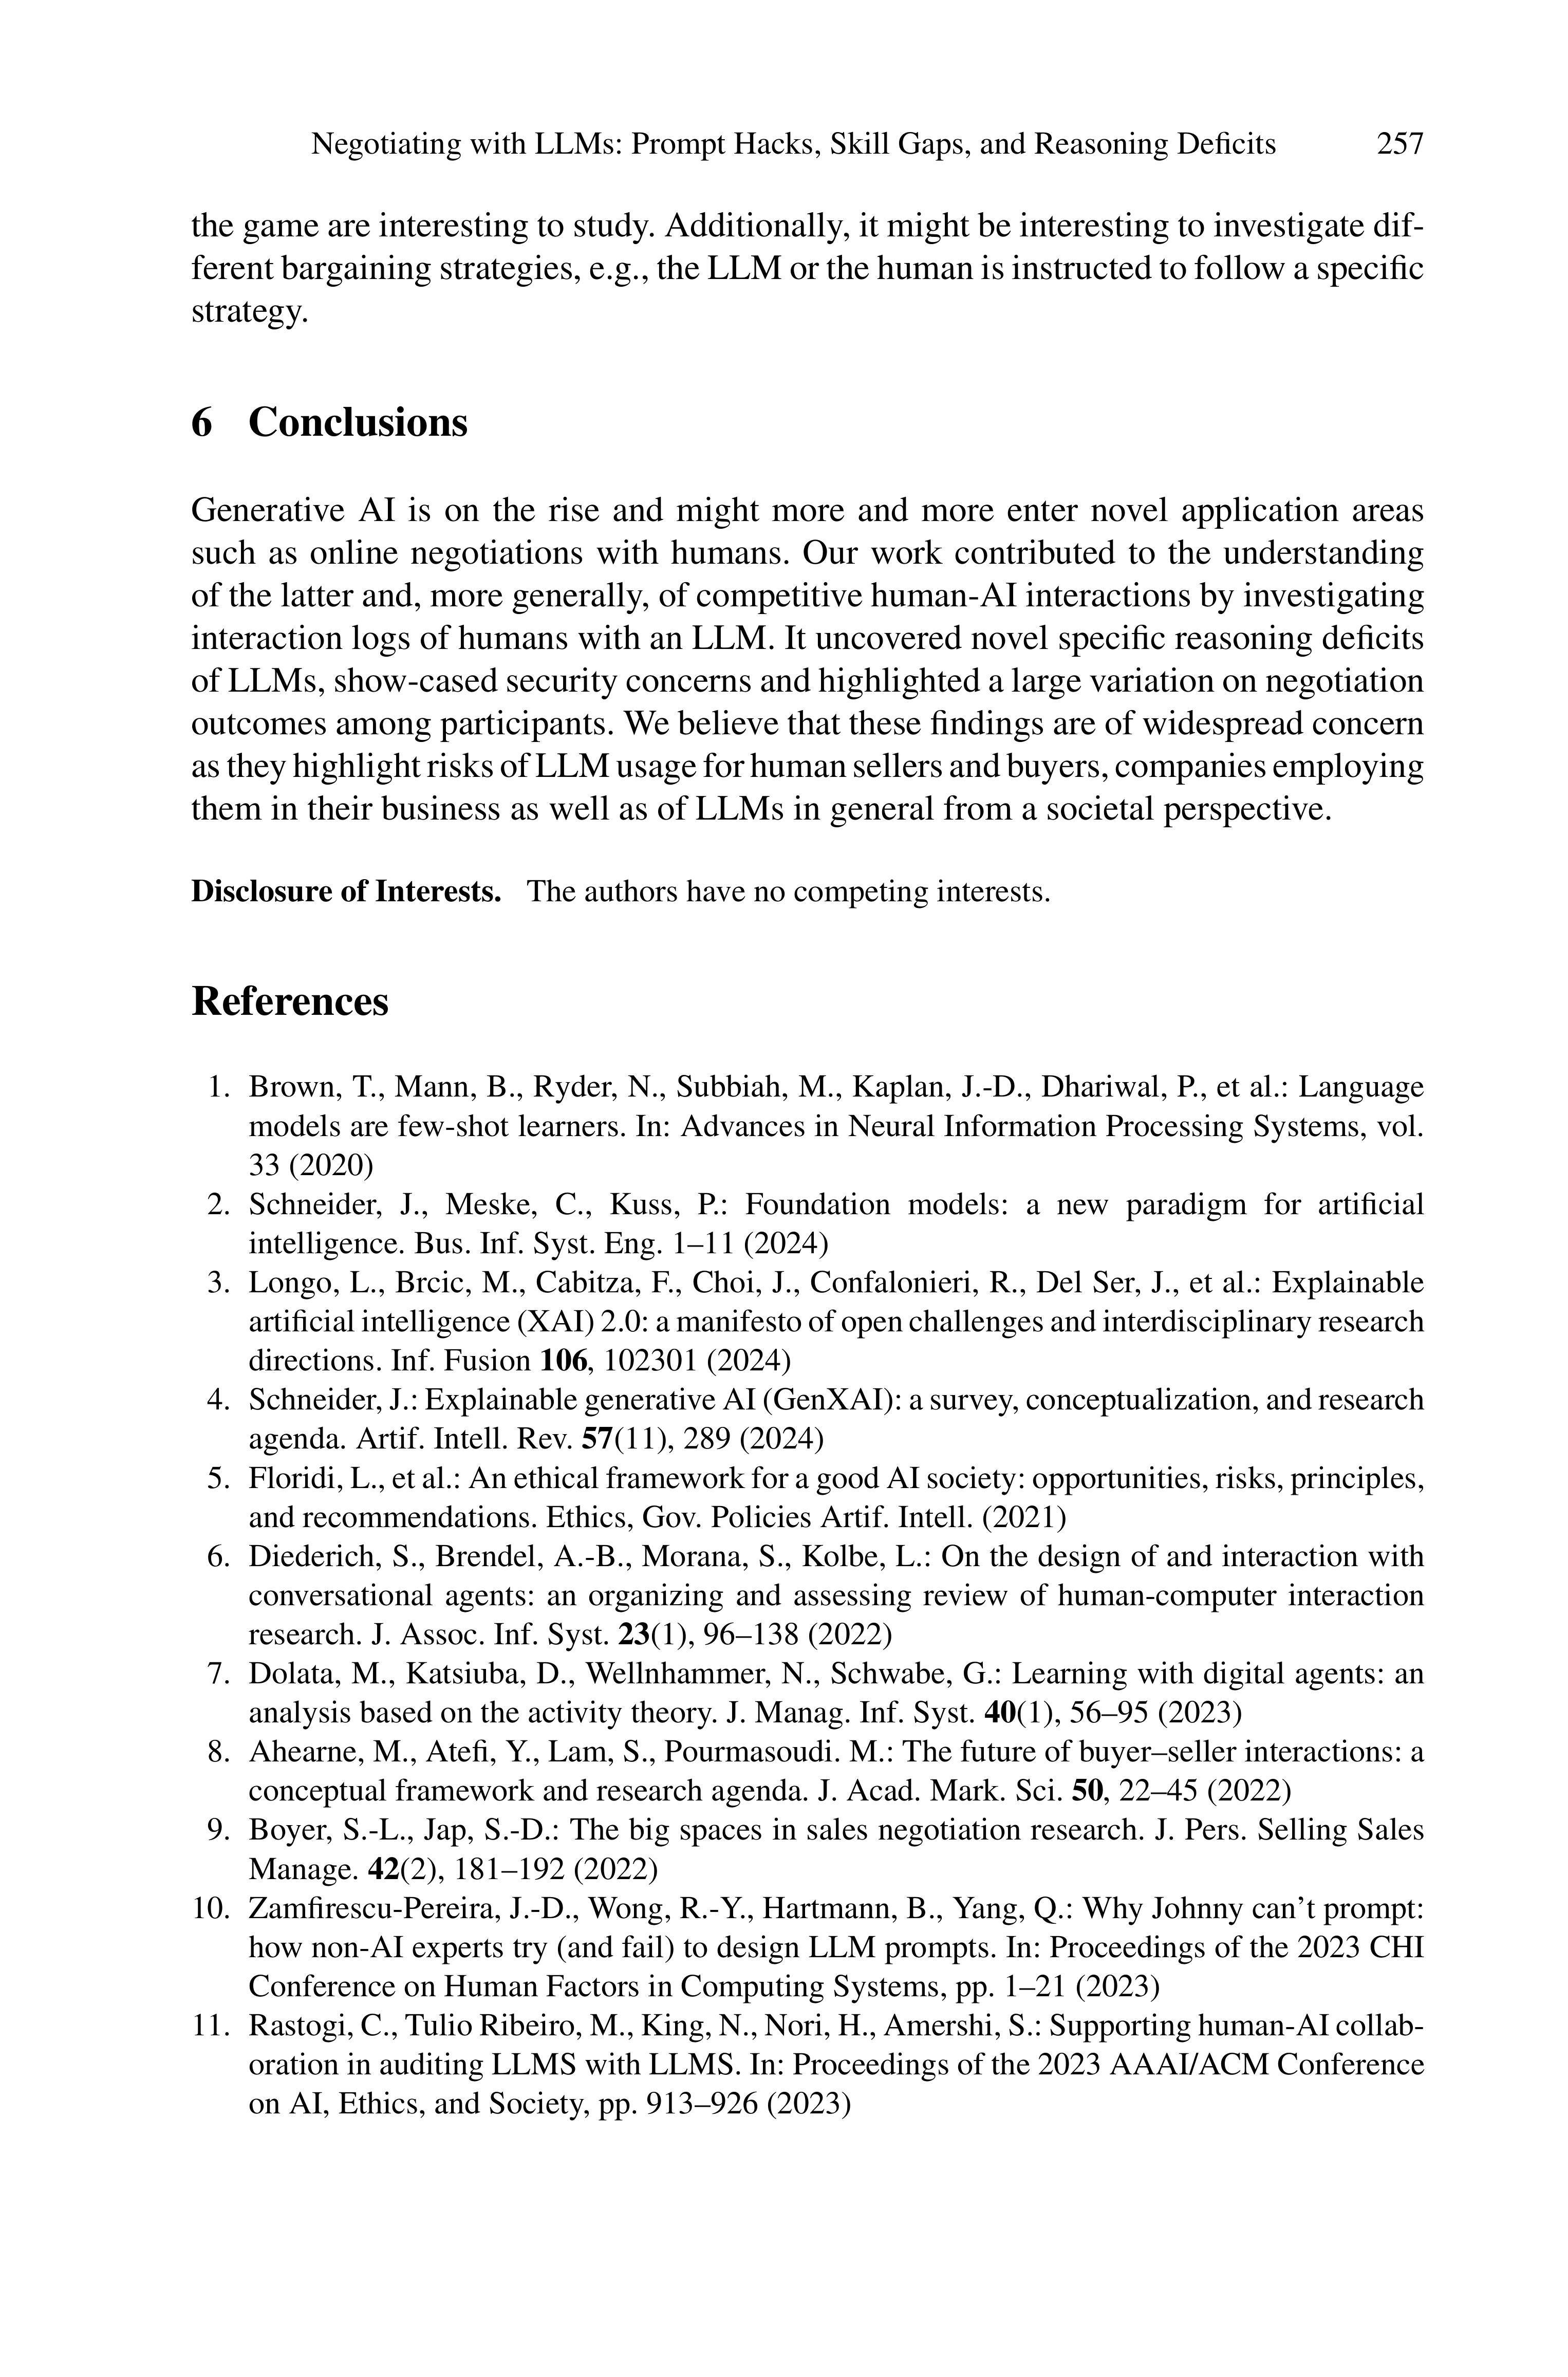 Negotiating with LLMs: Prompt Hacks, Skill Gaps, and Reasoning Deficits 257
the game are interesting to study. Additionally, it might be interesting to investigate dif-
ferent bargaining strategies, e.g., the LLM or the human is instructed to follow a specific
strategy.
6 Conclusions
Generative AI is on the rise and might more and more enter novel application areas
such as online negotiations with humans. Our work contributed to the understanding
of the latter and, more generally, of competitive human-AI interactions by investigating
interaction logs of humans with an LLM. It uncovered novel specific reasoning deficits
of LLMs, show-cased security concerns and highlighted a large variation on negotiation
outcomes among participants. We believe that these findings are of widespread concern
as they highlight risks of LLM usage for human sellers and buyers, companies employing
them in their business as well as of LLMs in general from a societal perspective.
Disclosure of Interests. The authors have no competing interests.
References
1. Brown, T., Mann, B., Ryder, N., Subbiah, M., Kaplan, J.-D., Dhariwal, P., et al.: Language
models are few-shot learners. In: Advances in Neural Information Processing Systems, vol.
33 (2020)
2. Schneider, J., Meske, C., Kuss, P.: Foundation models: a new paradigm for artificial
intelligence. Bus. Inf. Syst. Eng. 1–11 (2024)
3. Longo, L., Brcic, M., Cabitza, F., Choi, J., Confalonieri, R., Del Ser, J., et al.: Explainable
artificial intelligence (XAI) 2.0: a manifesto of open challenges and interdisciplinary research
directions. Inf. Fusion 106, 102301 (2024)
4. Schneider, J.: Explainable generative AI (GenXAI): a survey, conceptualization, and research
agenda. Artif. Intell. Rev. 57(11), 289 (2024)
5. Floridi, L., et al.: An ethical framework for a good AI society: opportunities, risks, principles,
and recommendations. Ethics, Gov. Policies Artif. Intell. (2021)
6. Diederich, S., Brendel, A.-B., Morana, S., Kolbe, L.: On the design of and interaction with
conversational agents: an organizing and assessing review of human-computer interaction
research. J. Assoc. Inf. Syst. 23(1), 96–138 (2022)
7. Dolata, M., Katsiuba, D., Wellnhammer, N., Schwabe, G.: Learning with digital agents: an
analysis based on the activity theory. J. Manag. Inf. Syst. 40(1), 56–95 (2023)
8. Ahearne, M., Atefi, Y., Lam, S., Pourmasoudi. M.: The future of buyer–seller interactions: a
conceptual framework and research agenda. J. Acad. Mark. Sci. 50, 22–45 (2022)
9. Boyer, S.-L., Jap, S.-D.: The big spaces in sales negotiation research. J. Pers. Selling Sales
Manage. 42(2), 181–192 (2022)
10. Zamfirescu-Pereira, J.-D., Wong, R.-Y., Hartmann, B., Yang, Q.: Why Johnny can’t prompt:
how non-AI experts try (and fail) to design LLM prompts. In: Proceedings of the 2023 CHI
Conference on Human Factors in Computing Systems, pp. 1–21 (2023)
11. Rastogi, C., Tulio Ribeiro, M., King, N., Nori, H., Amershi, S.: Supporting human-AI collab-
oration in auditing LLMS with LLMS. In: Proceedings of the 2023 AAAI/ACM Conference
on AI, Ethics, and Society, pp. 913–926 (2023)